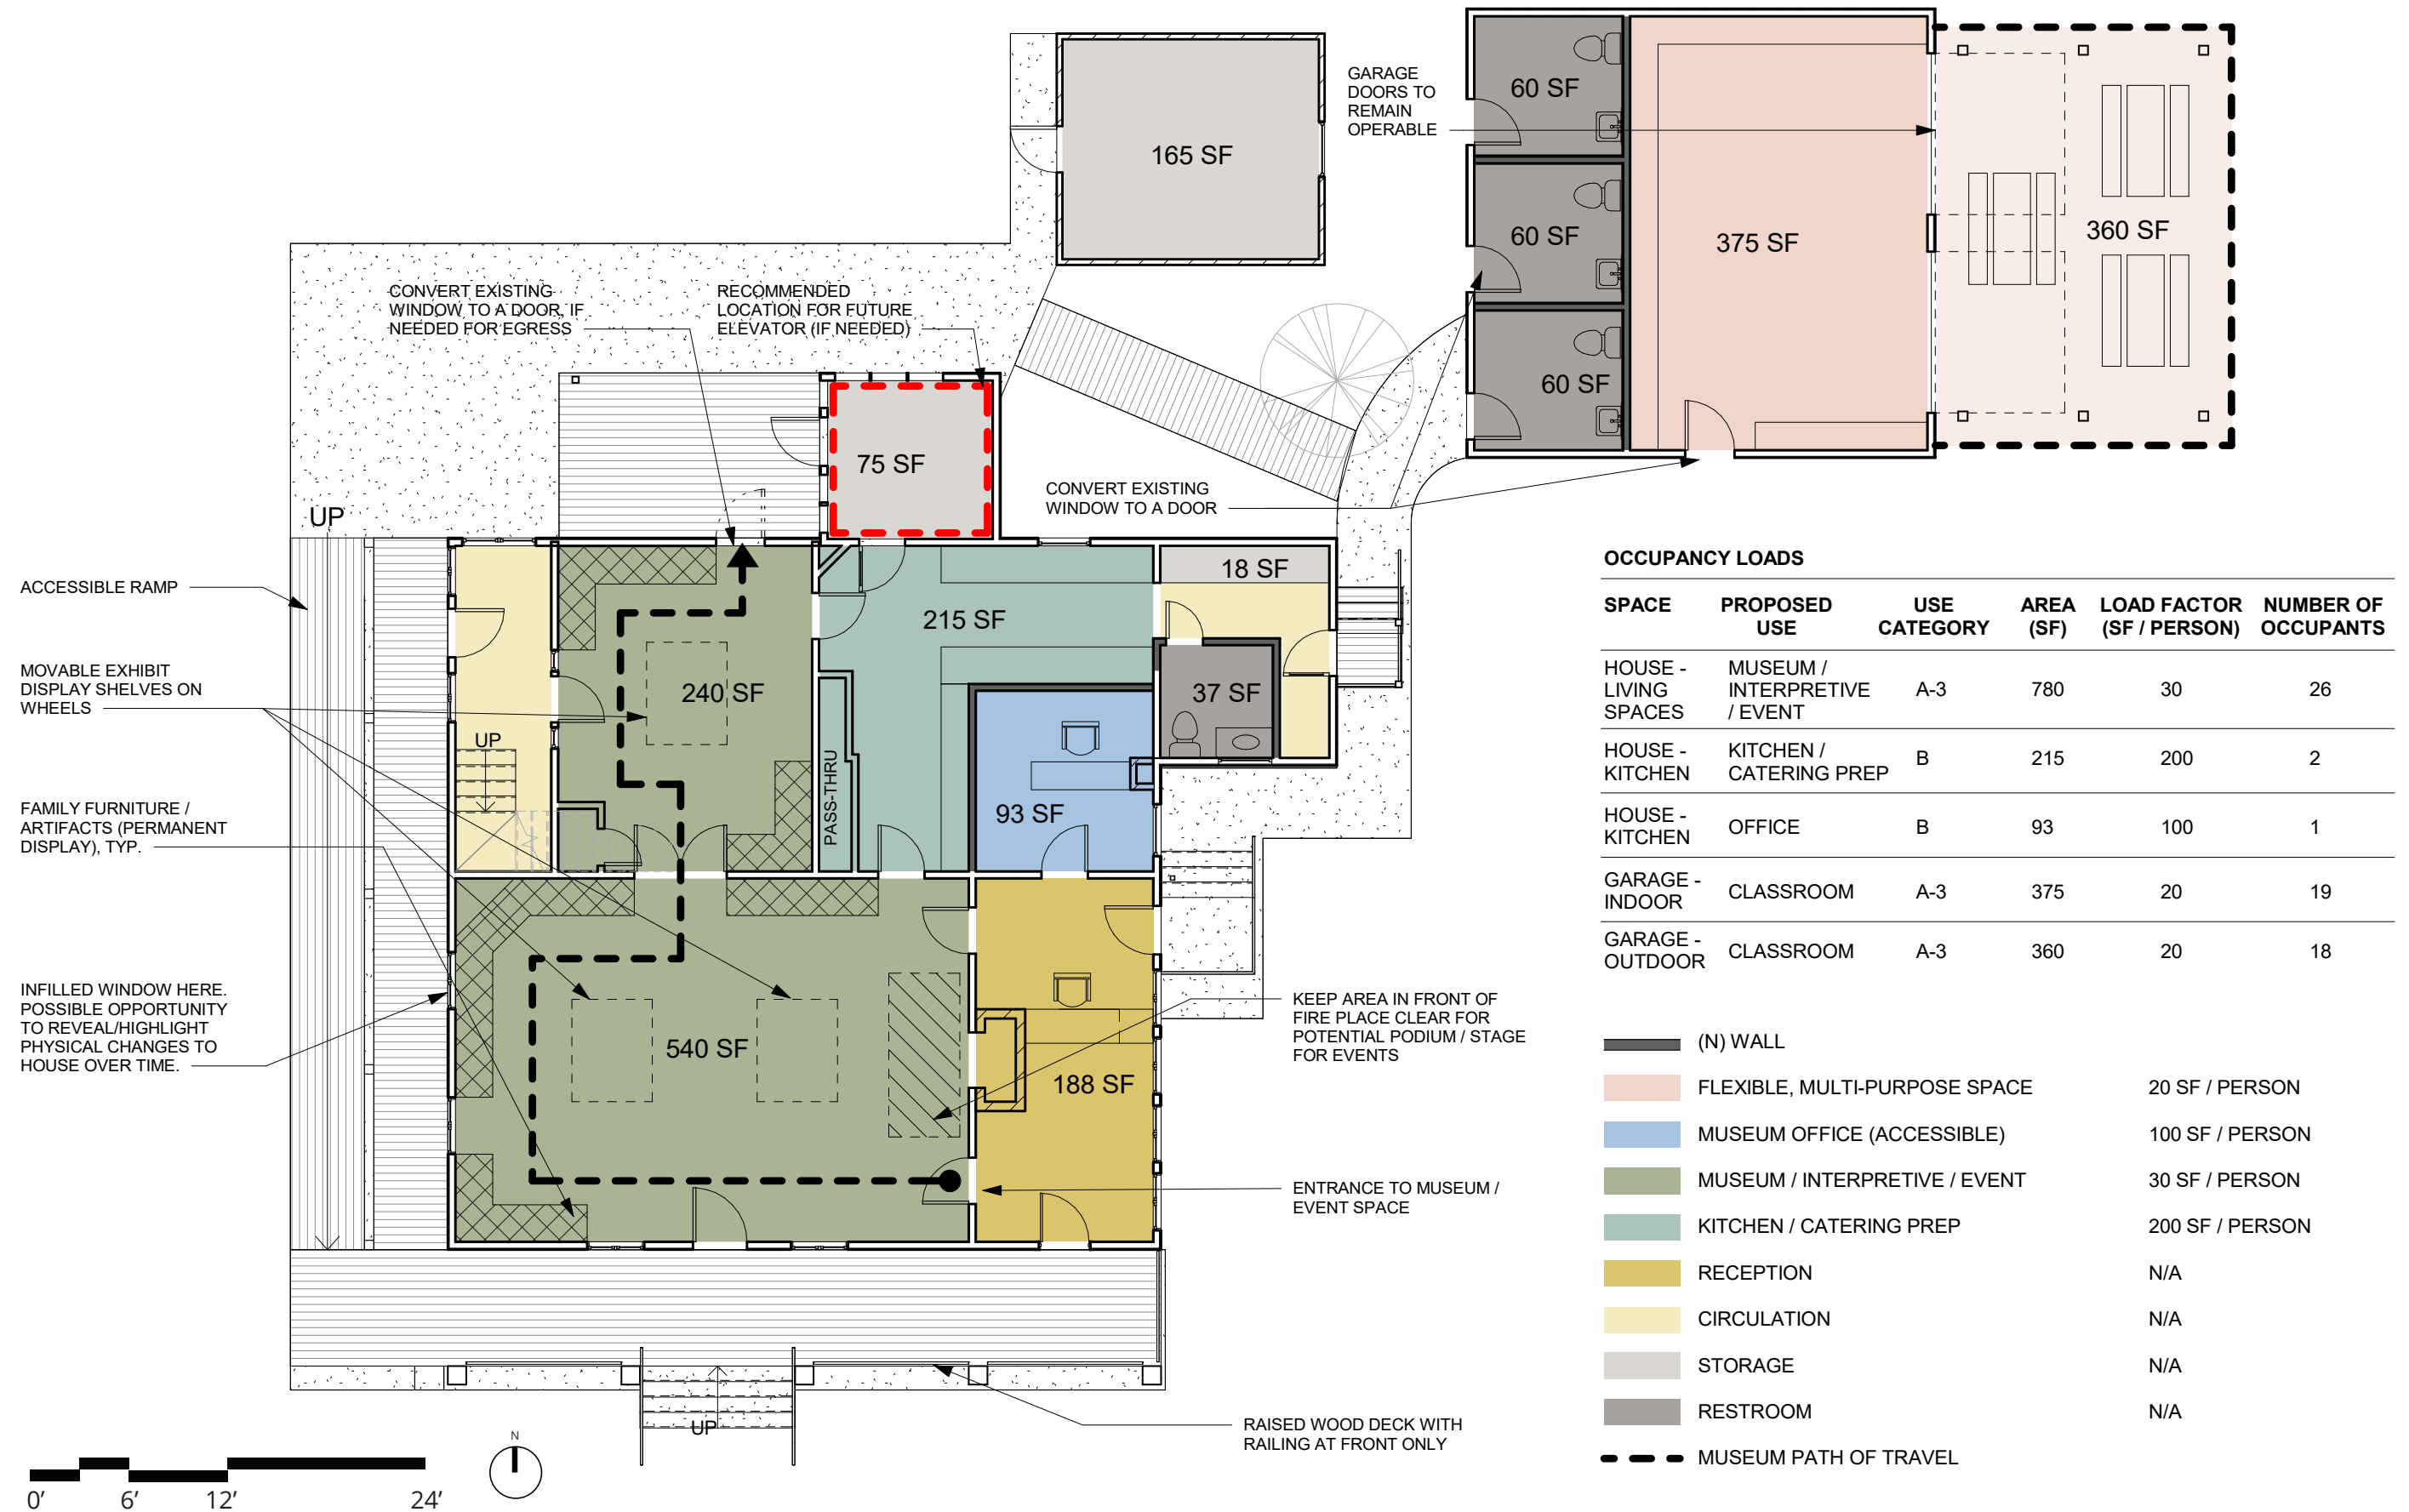 GARAGE
DOORS TO
REMAIN
OPERABLE
60 SF
60 SF
60 SF
375 SF
360 SF
165 SF
CONVERT EXISTING
WINDOW TO A DOOR, IF
NEEDED FOR EGRESS
RECOMMENDED
LOCATION FOR FUTURE
ELEVATOR (IF NEEDED)
75 SF
CONVERT EXISTING
WINDOW TO A DOOR
UP
ACCESSIBLE RAMP
MOVABLE EXHIBIT
DISPLAY SHELVES ON
WHEELS
FAMILY FURNITURE /
ARTIFACTS (PERMANENT
DISPLAY), TYP.
INFILLED WINDOW HERE.
POSSIBLE OPPORTUNITY
TO REVEAL/HIGHLIGHT
PHYSICAL CHANGES TO
HOUSE OVER TIME.
18 SF
215 SF
240 SF
37 SF
UP
PASS-THRU
93 SF
540 SF
188 SF
KEEP AREA IN FRONT OF
FIRE PLACE CLEAR FOR
POTENTIAL PODIUM / STAGE
FOR EVENTS
ENTRANCE TO MUSEUM /
EVENT SPACE
RAISED WOOD DECK WITH
RAILING AT FRONT ONLY
UP
N
0' 6' 12' 24'
OCCUPANCY LOADS
SPACE PROPOSED USE AREA LOAD FACTOR NUMBER OF
USE CATEGORY (SF) (SF / PERSON) OCCUPANTS
HOUSE - MUSEUM /
LIVING INTERPRETIVE A-3 780 30 26
SPACES / EVENT
HOUSE - KITCHEN / B 215 200 2
KITCHEN CATERING PREP
HOUSE - OFFICE B 93 100 1
KITCHEN
GARAGE - CLASSROOM A-3 375 20 19
INDOOR
GARAGE - CLASSROOM A-3 360 20 18
OUTDOOR
(N) WALL
FLEXIBLE, MULTI-PURPOSE SPACE 20 SF / PERSON
MUSEUM OFFICE (ACCESSIBLE) 100 SF / PERSON
MUSEUM / INTERPRETIVE / EVENT 30 SF / PERSON
KITCHEN / CATERING PREP 200 SF / PERSON
RECEPTION N/A
CIRCULATION N/A
STORAGE N/A
RESTROOM N/A
MUSEUM PATH OF TRAVEL